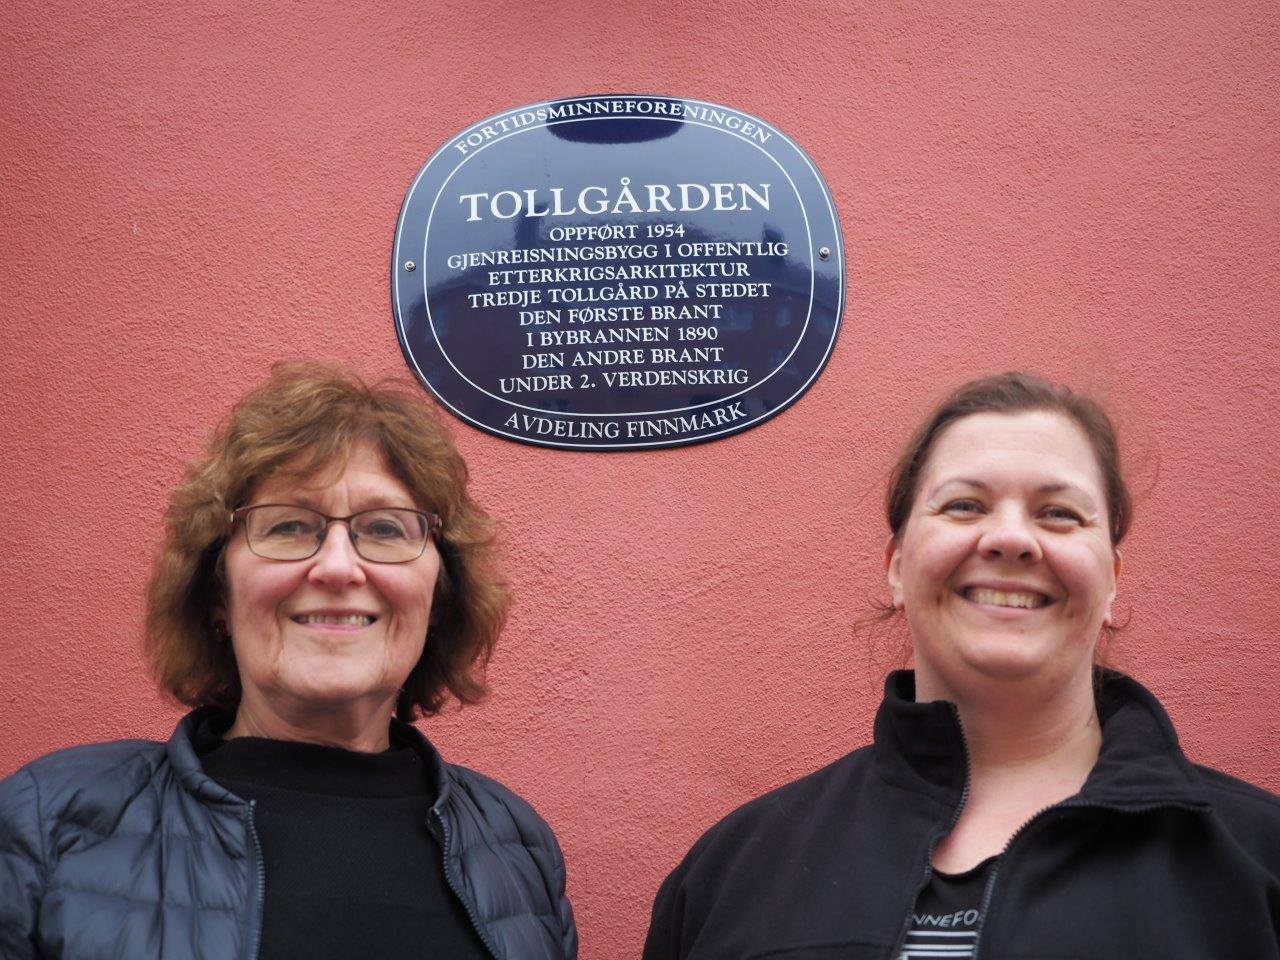 FORTIDSMINNEFORENINGEN
TOLLGÅRDEN
OPPFØRT 1954
GJENREISNINGSBYGG I OFFENTLIG
ETTERKRIGSARKITEKTUR
TREDJE TOLLGÅRD PÅ STEDET
DEN FØRSTE BRANT
I BYBRANNEN 1890
DEN ANDRE BRANT
UNDER 2. VERDENSKRIG
AVDELING FINNMARK